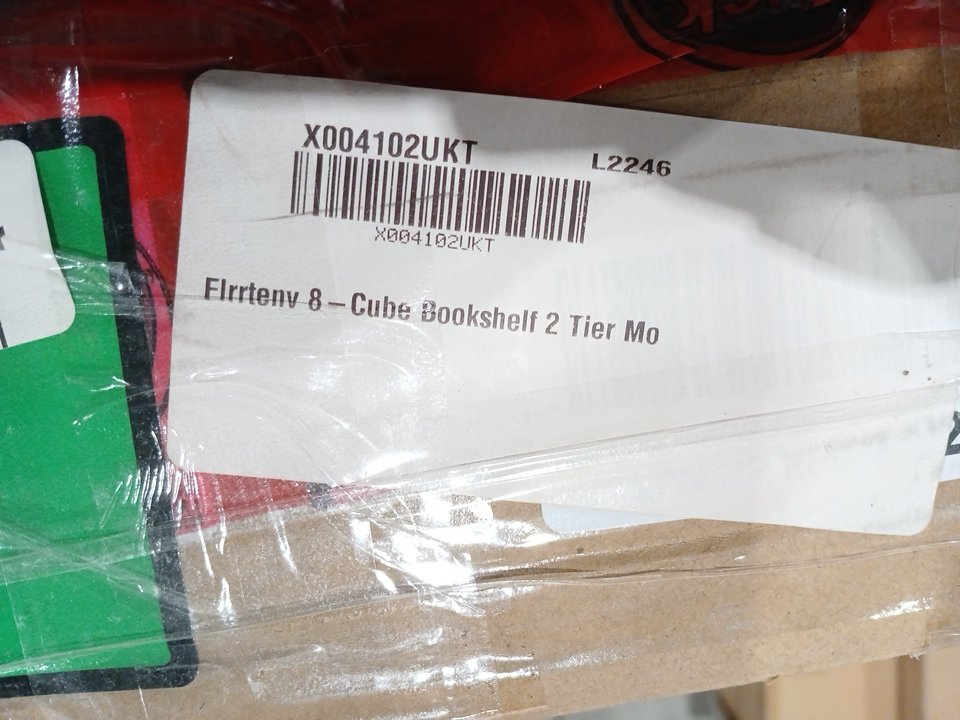 X004102UKT
L2246
X004102UKT
Flrrtenv 8 – Cube Bookshelf 2 Tier Mo